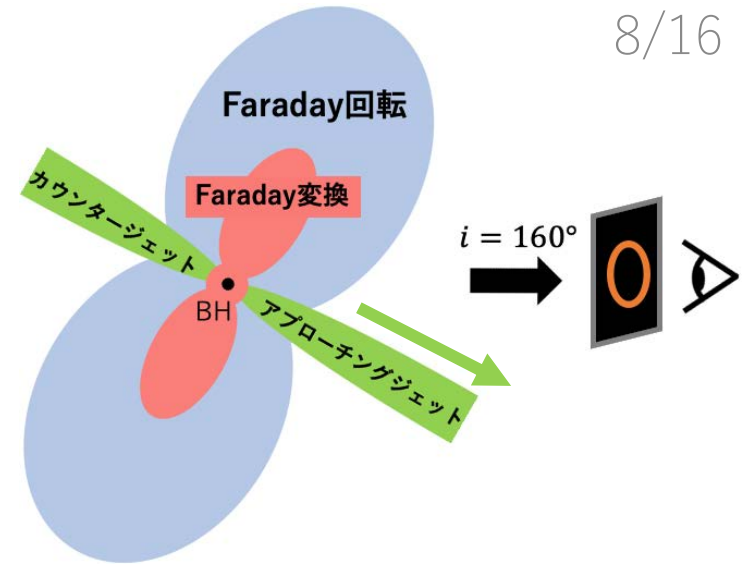 8/16
Faraday回転
Faraday変換
カウンタージェット
i = 160°
BH
アプローチングジェット